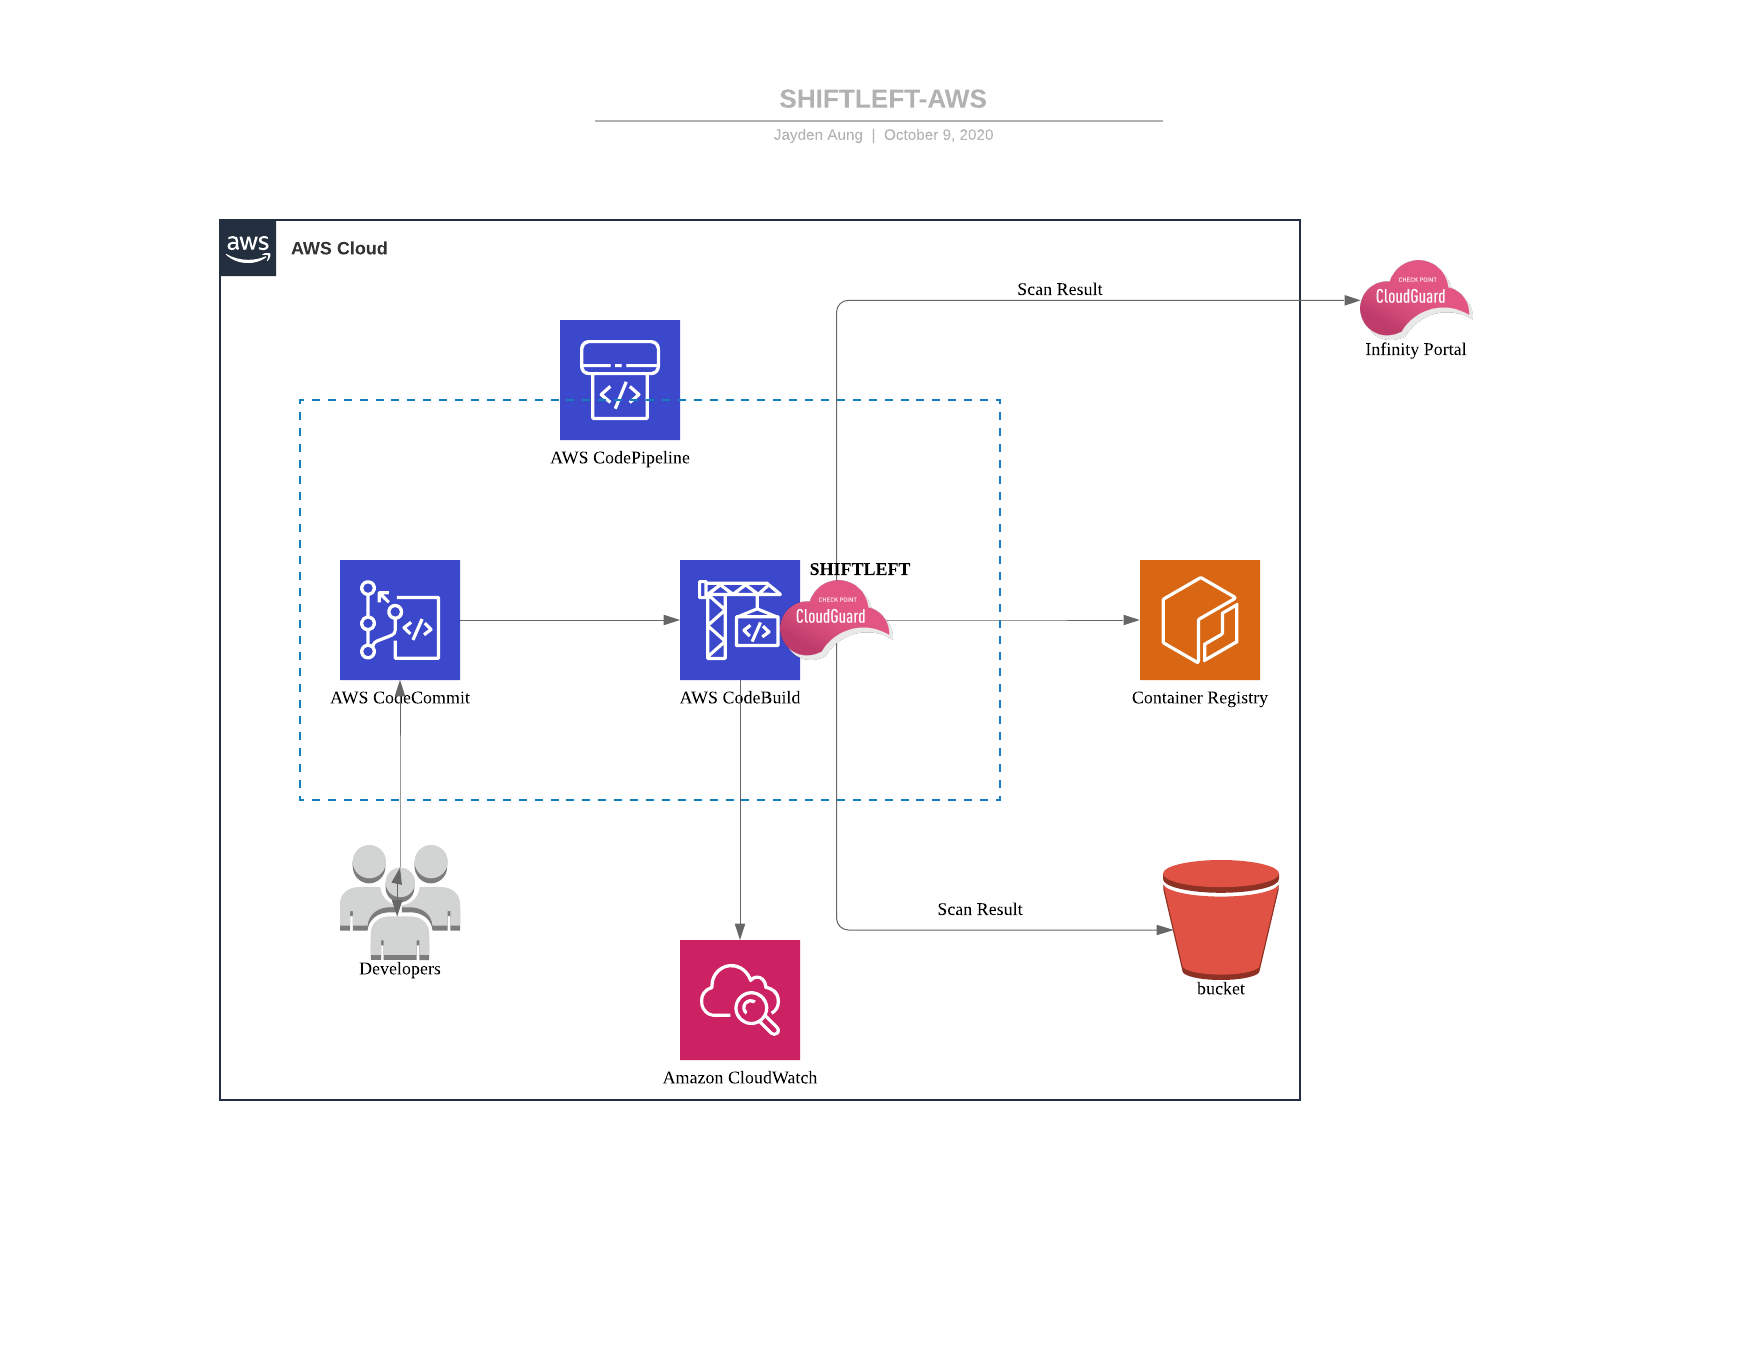 SHIFTLEFT-AWS
Jayden Aung | October 9, 2020
aws
AWS Cloud
Scan Result
CHECK POINT
CloudGuard
Infinity Portal
</>
AWS CodePipeline
SHIFTLEFT
</>
</>
CHECK POINT
CloudGuard
AWS CodeCommit
AWS CodeBuild
Container Registry
Scan Result
Developers
bucket
Amazon CloudWatch